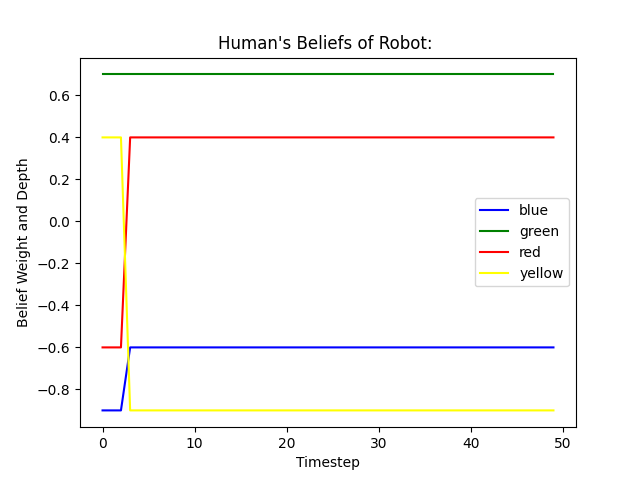 Human's Beliefs of Robot:
Belief Weight and Depth
0.6
0.4
0.2
0.0
−0.2
−0.4
−0.6
−0.8
blue
green
red
yellow
0 10 20 30 40 50
Timestep